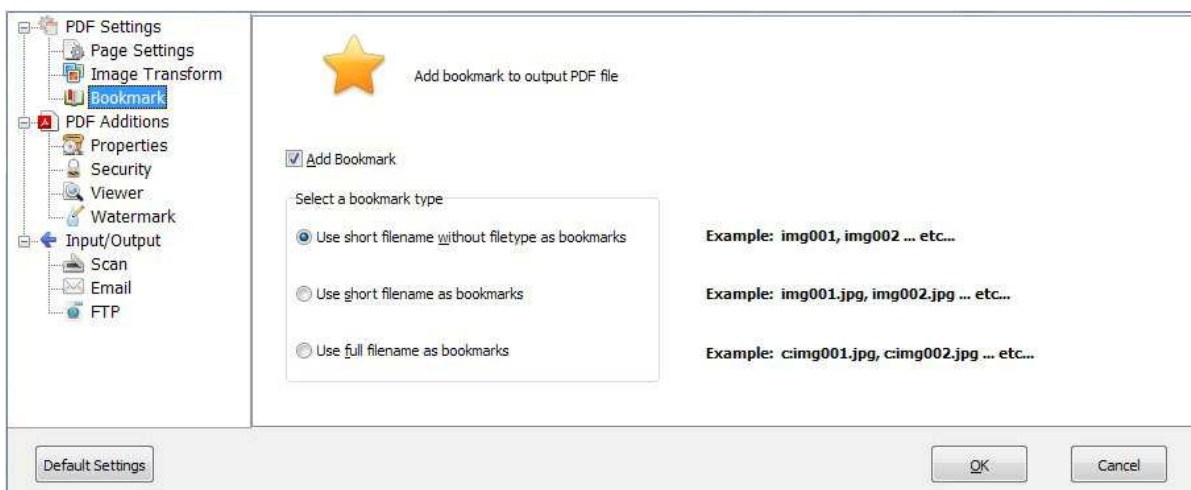 PDF Settings
Page Settings
Image Transform
Bookmark
PDF Additions
Properties
Security
Viewer
Watermark
Input/Output
Scan
Email
FTP
Add bookmark to output PDF file
Add Bookmark
Select a bookmark type
Use short filename without filetype as bookmarks
Example: img001, img002 ... etc...
Use short filename as bookmarks
Example: img001.jpg, img002.jpg ... etc...
Use full filename as bookmarks
Example: c:img001.jpg, c:img002.jpg ... etc...
Default Settings
OK
Cancel